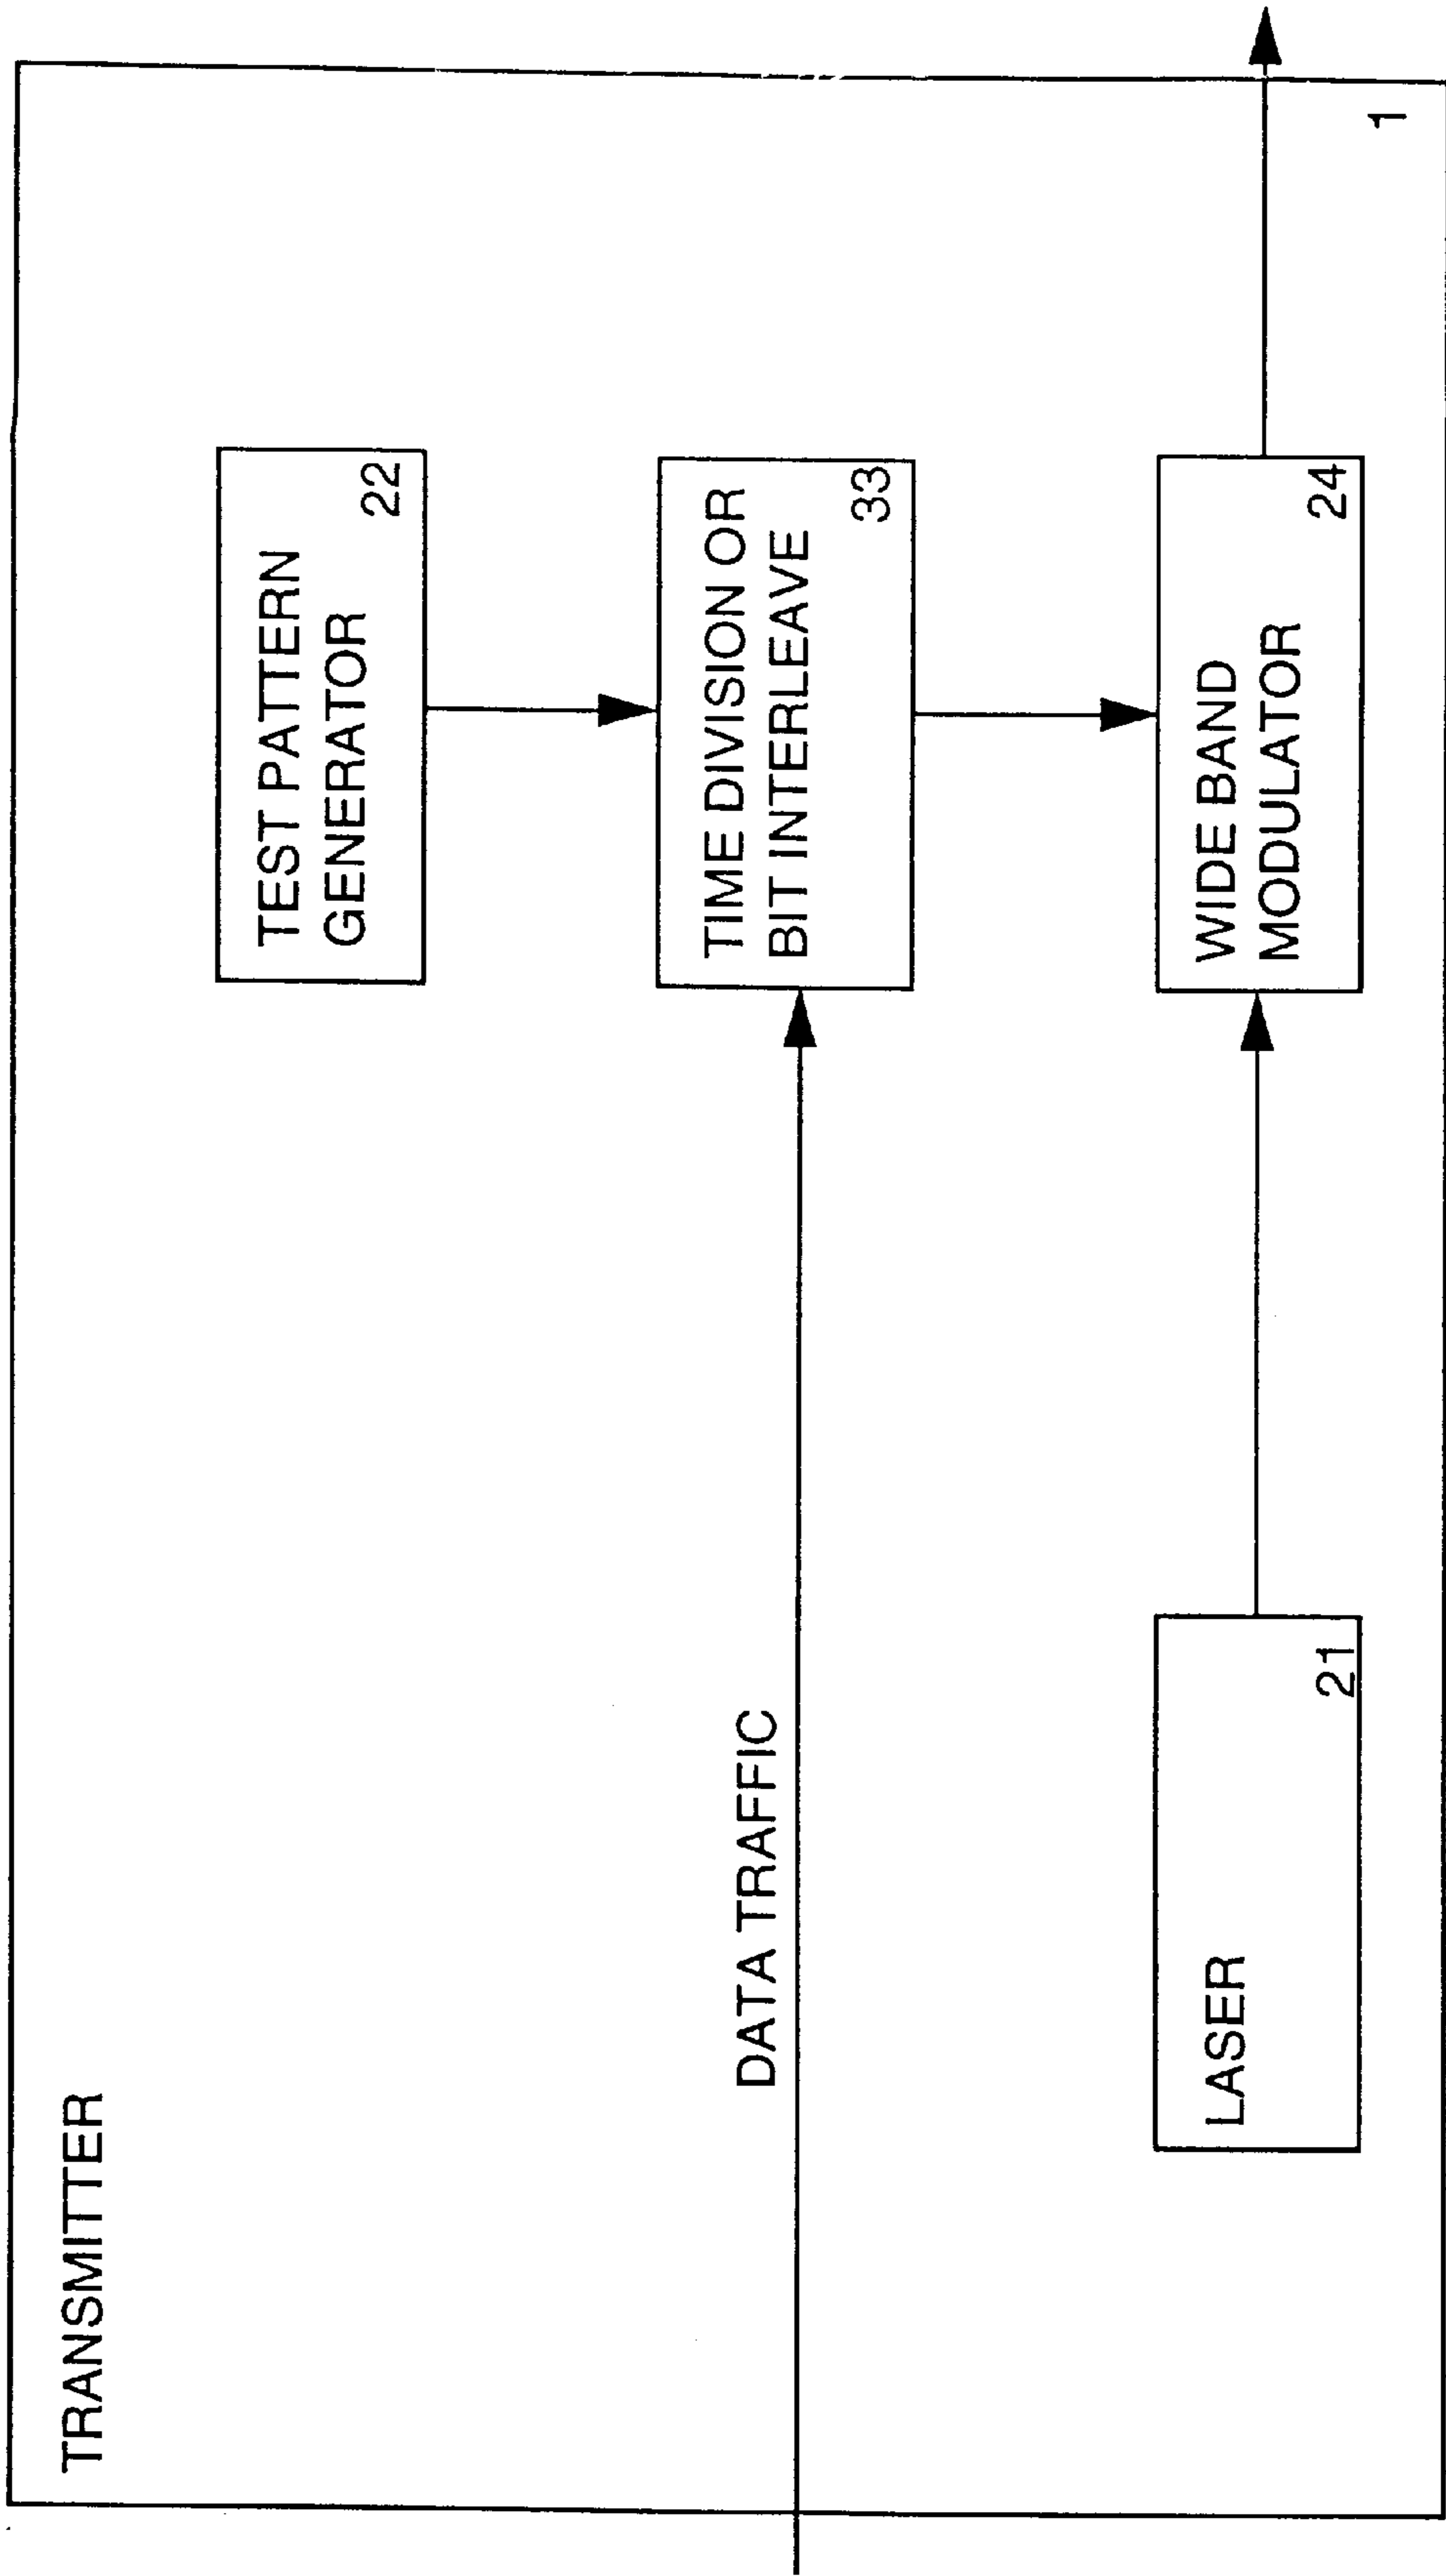 TRANSMITTER
TEST PATTERN
GENERATOR
22
DATA TRAFFIC
TIME DIVISION OR
BIT INTERLEAVE
33
LASER
21
WIDE BAND
MODULATOR
24
1